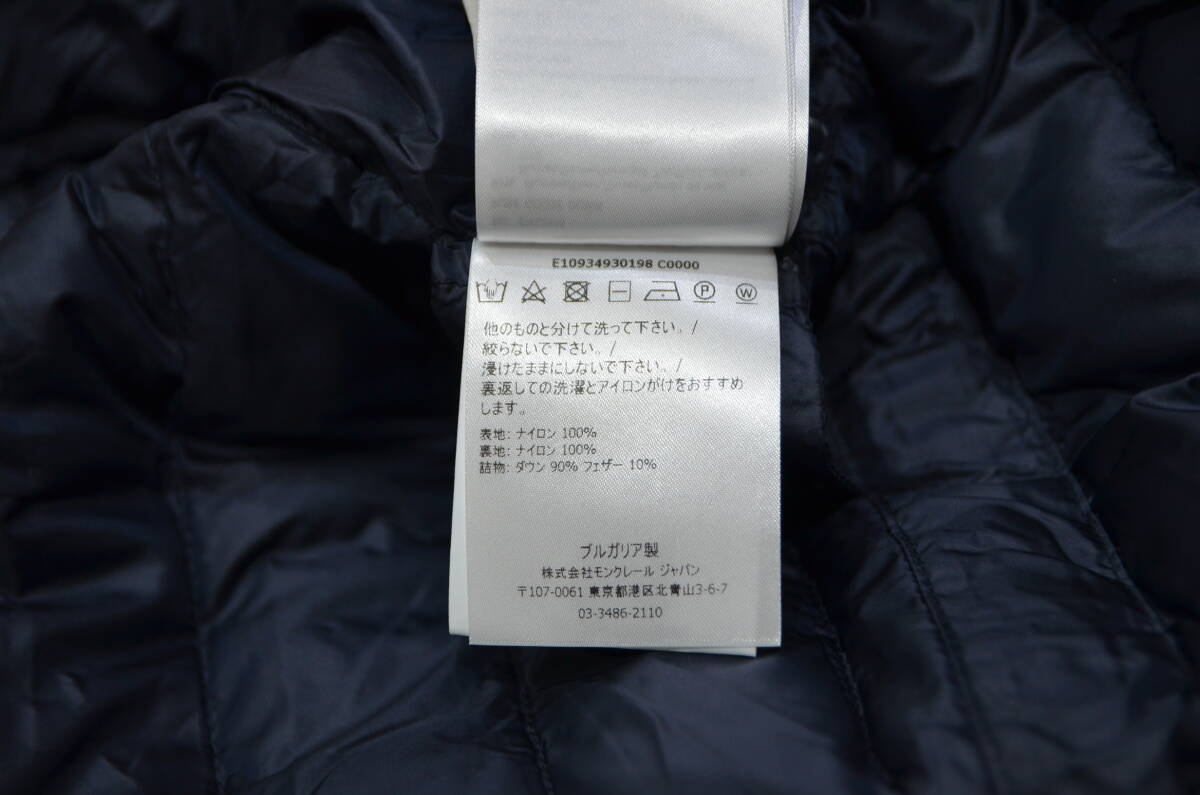 E10934930198 C0000
P W
他のものと分けて洗って下さい。/
絞らないで下さい。/
浸けたままにしないで下さい。/
裏返しての洗濯とアイロンがけをおすすめ
します。
表地: ナイロン 100%
裏地: ナイロン 100%
詰物: ダウン 90% フェザー 10%
ブルガリア製
株式会社モンクレール ジャパン
〒107-0061 東京都港区北青山3-6-7
03-3486-2110